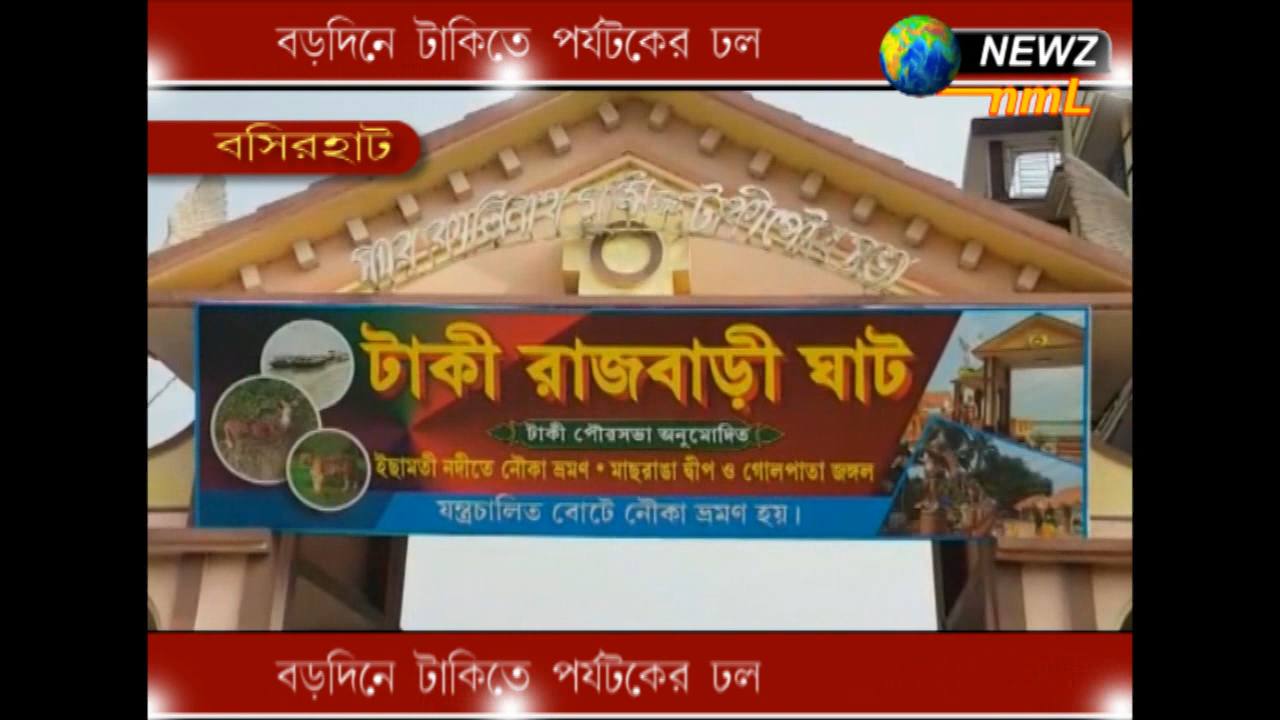 বড়দিনে টাকিতে পর্যটকের ঢল
NEWZ
nmL
বসিরহাট
টাকী রাজবাড়ী ঘাট
টাকী পৌরসভা অনুমোদিত
ইছামতী নদীতে নৌকা ভ্রমণ * মাছরাঙা দ্বীপ ও গোলপাতা জঙ্গল
যন্ত্রচালিত বোটে নৌকা ভ্রমণ হয়।
বড়দিনে টাকিতে পর্যটকের ঢল